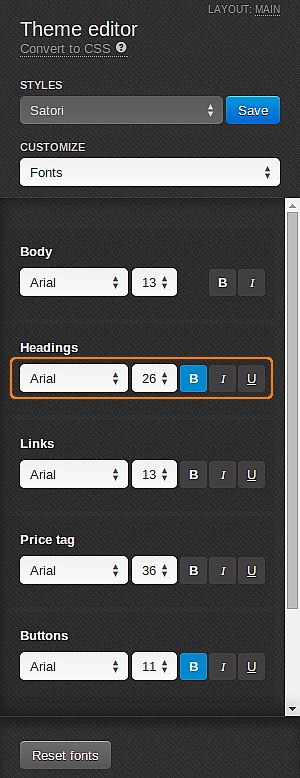 LAYOUT: MAIN
Theme editor
Convert to CSS ?
STYLES
Satori Save
CUSTOMIZE
Fonts
Body
Arial 13 B I
Headings
Arial 26 B I U
Links
Arial 13 B I U
Price tag
Arial 36 B I U
Buttons
Arial 11 B I U
Reset fonts